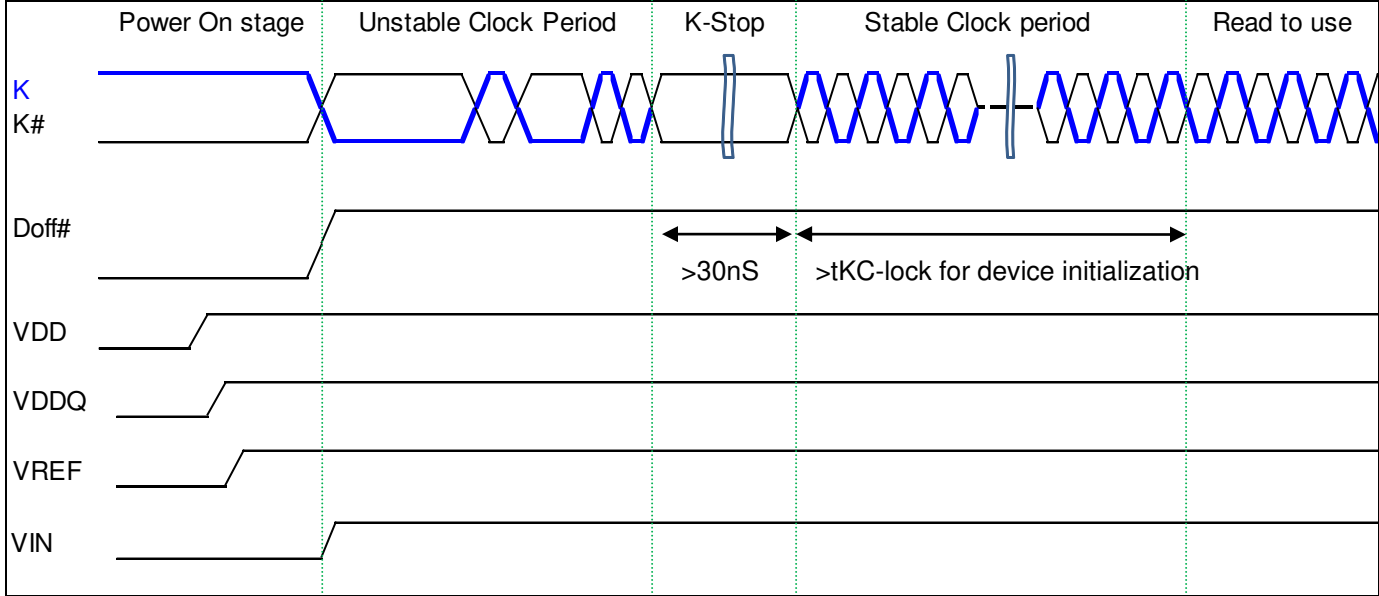 Power On stage Unstable Clock Period K-Stop Stable Clock period Read to use
K
K#
Doff#
>30nS >tKC-lock for device initialization
VDD
VDDQ
VREF
VIN